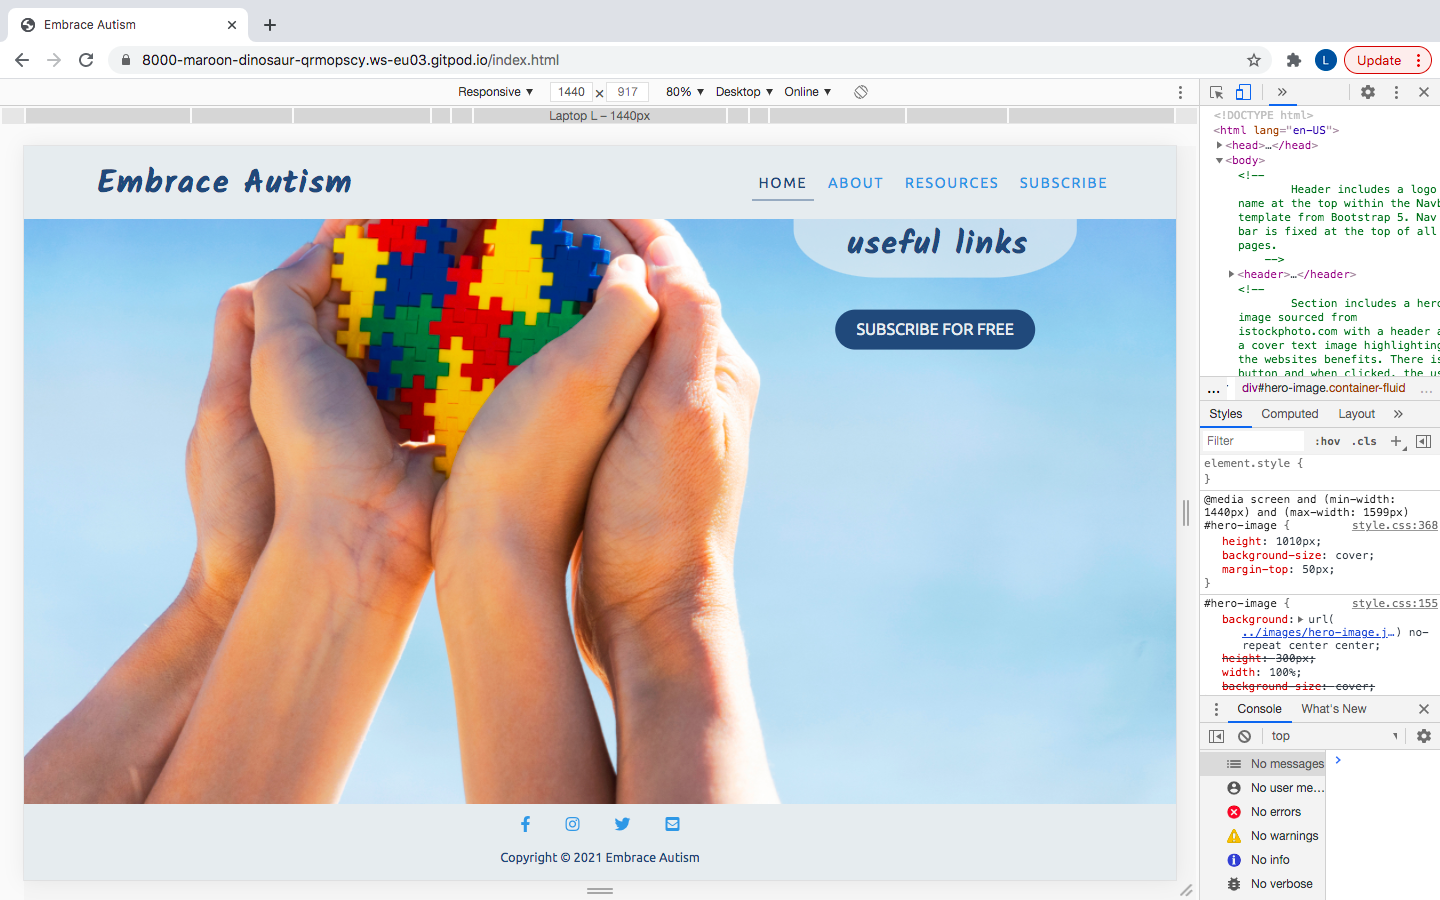 Embrace Autism
8000-maroon-dinosaur-qrmopscy.ws-eu03.gitpod.io/index.html
L
Update
Responsive ▼ 1440 × 917 80% ▼ Desktop ▼ Online ▼
Laptop L – 1440px
Embrace Autism
HOME ABOUT RESOURCES SUBSCRIBE
useful links
SUBSCRIBE FOR FREE
Copyright © 2021 Embrace Autism
<!DOCTYPE html>
<html lang="en-US">
▶<head>…</head>
▼<body>
<!--
Header includes a logo
name at the top within the Navb
template from Bootstrap 5. Nav
bar is fixed at the top of all
pages.
-->
▶<header>…</header>
<!--
Section includes a hero
image sourced from
istockphoto.com with a header a
a cover text image highlighting
the websites benefits. There is
button and when clicked, the us
… div#hero-image.container-fluid …
Styles Computed Layout »
Filter :hov .cls +
element.style {
}
@media screen and (min-width:
1440px) and (max-width: 1599px)
#hero-image { style.css:368
height: 1010px;
background-size: cover;
margin-top: 50px;
}
#hero-image { style.css:155
background: ▶ url(
../images/hero-image.j…) no-
repeat center center;
height: 300px;
width: 100%;
background-size: cover;
Console What's New
top
No messages
No user me…
No errors
No warnings
No info
No verbose